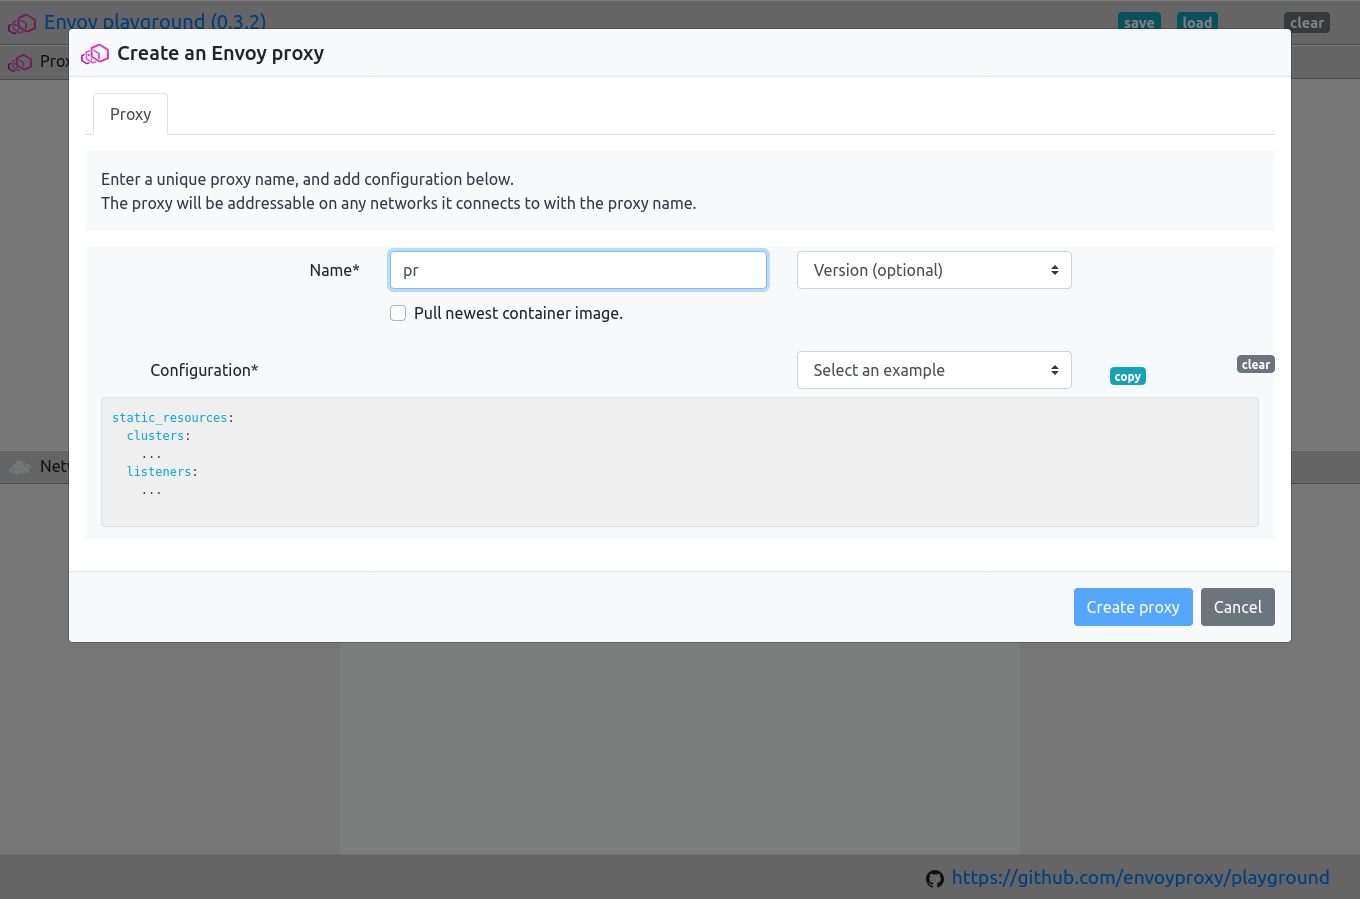 Envoy playground (0.3.2)
save
load
clear
Create an Envoy proxy
Proxy
Enter a unique proxy name, and add configuration below.
The proxy will be addressable on any networks it connects to with the proxy name.
Name*
pr
Version (optional)
Pull newest container image.
Configuration*
Select an example
copy
clear
static_resources:
clusters:
...
listeners:
...
Create proxy
Cancel
https://github.com/envoyproxy/playground